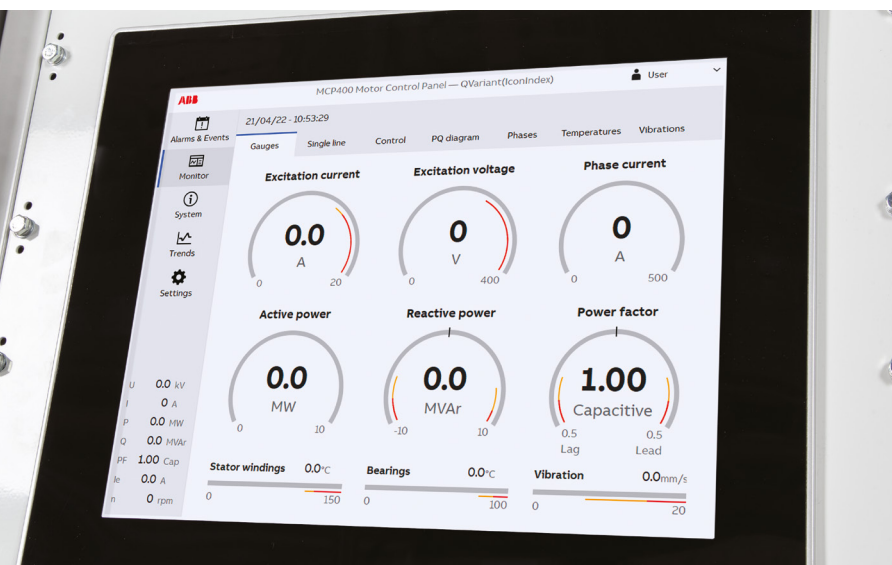 ABB
MCP400 Motor Control Panel — QVariant(IconIndex)
User
21/04/22 - 10:53:29
Alarms & Events
Monitor
System
Trends
Settings
Gauges Single line Control PQ diagram Phases Temperatures Vibrations
Excitation current Excitation voltage Phase current
0.0 0 0
A V A
0 20 0 400 0 500
Active power Reactive power Power factor
0.0 0.0 1.00
MW MVAr Capacitive
0 10 -10 10 0.5 0.5
Lag Lead
U 0.0 kV
I 0 A
P 0.0 MW
Q 0.0 MVAr
PF 1.00 Cap
Ie 0.0 A
n 0 rpm
Stator windings 0.0°C Bearings 0.0°C Vibration 0.0mm/s
0 150 0 100 0 20